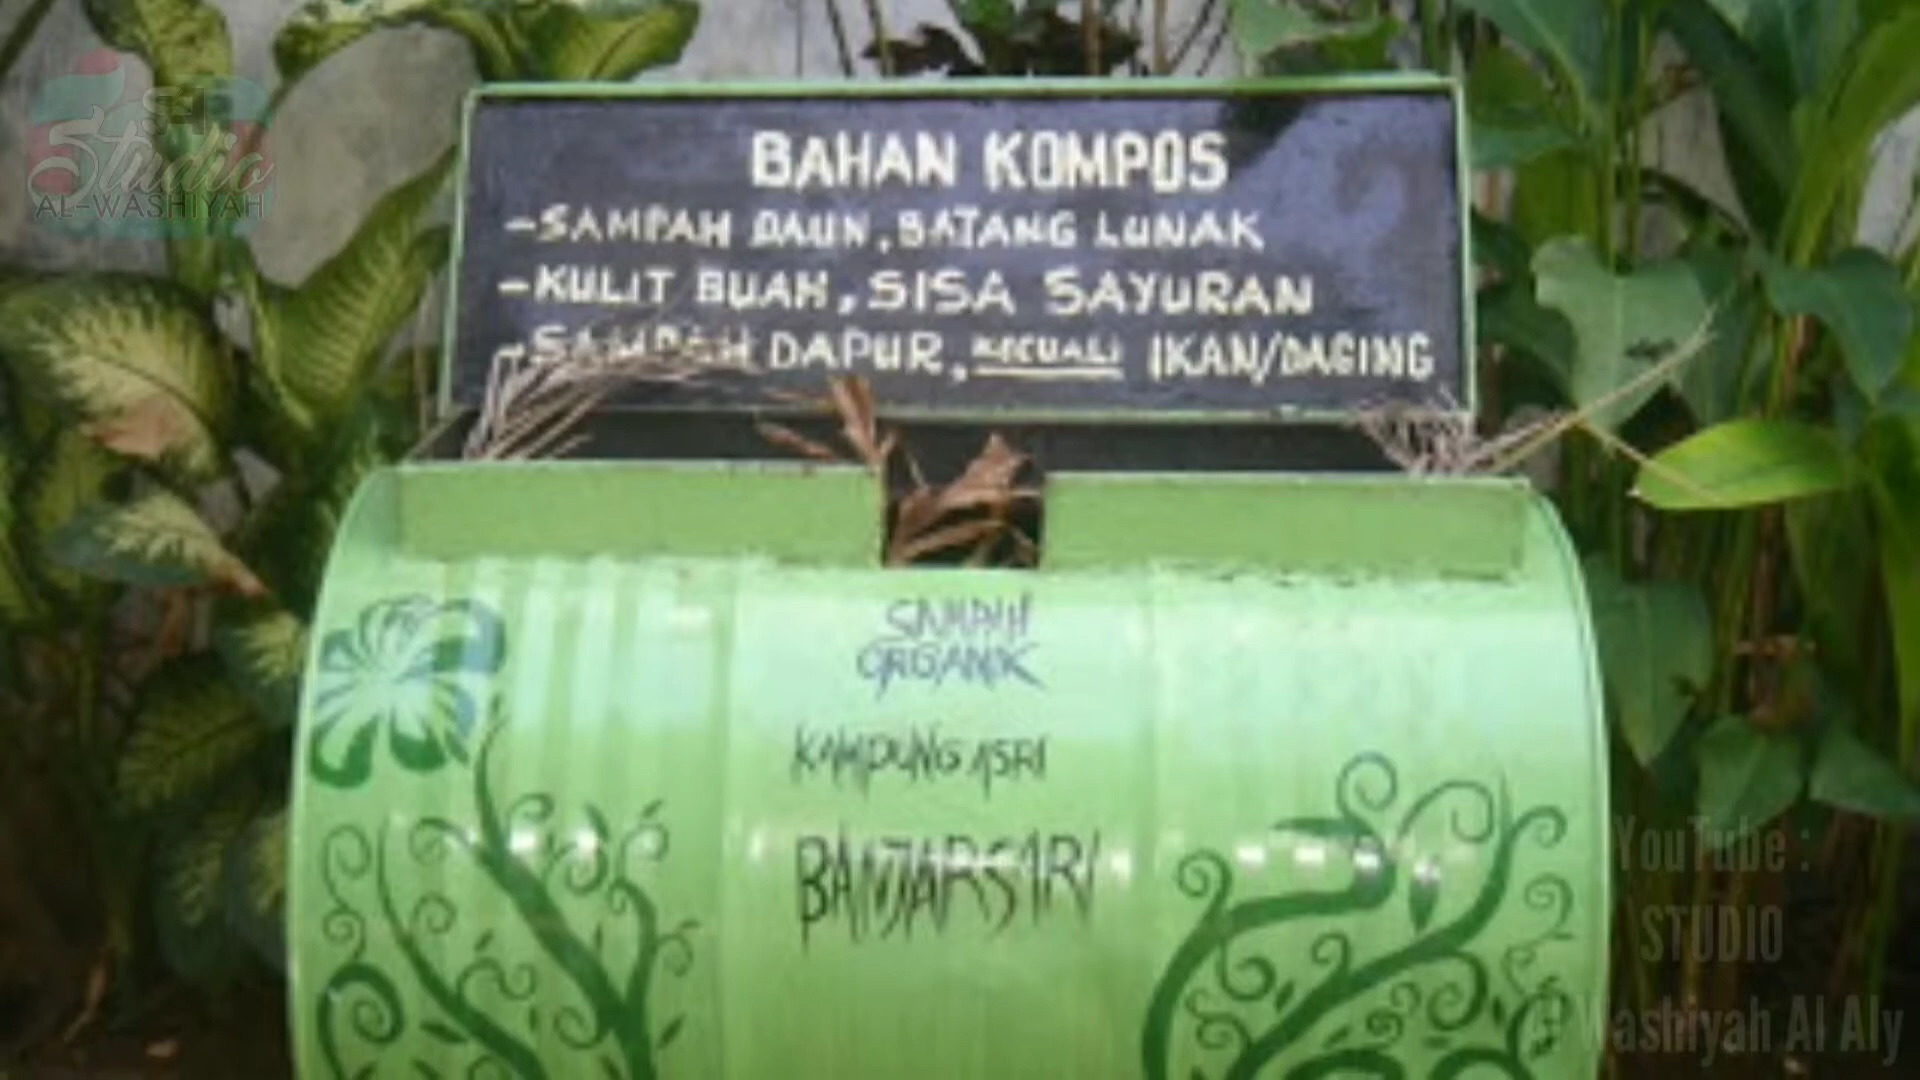 BAHAN KOMPOS
-SAMPAH DAUN, BATANG LUNAK
-KULIT BUAH, SISA SAYURAN
-SAMPAH DAPUR, KECUALI IKAN/DAGING
SAMPAH
ORGANIK
KAMPUNG ASRI
BANJARSARI
Studio
AL-WASHIYAH
YouTube :
STUDIO
Washiyah Al Aly